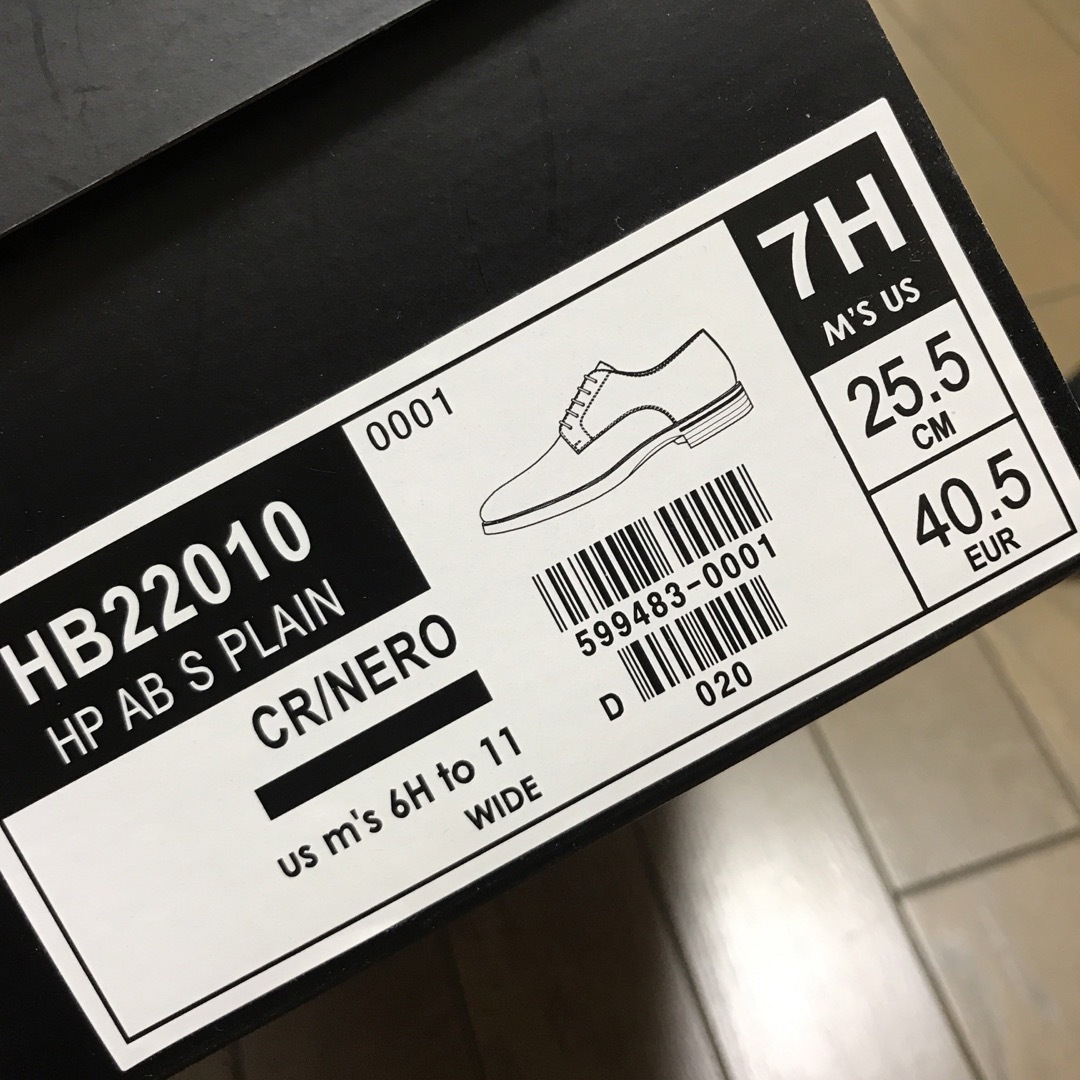 HB22010
HP AB S PLAIN
CR/NERO
us m's 6H to 11
WIDE
0001
599483-0001
D
020
7H
M'S US
25.5
CM
40.5
EUR